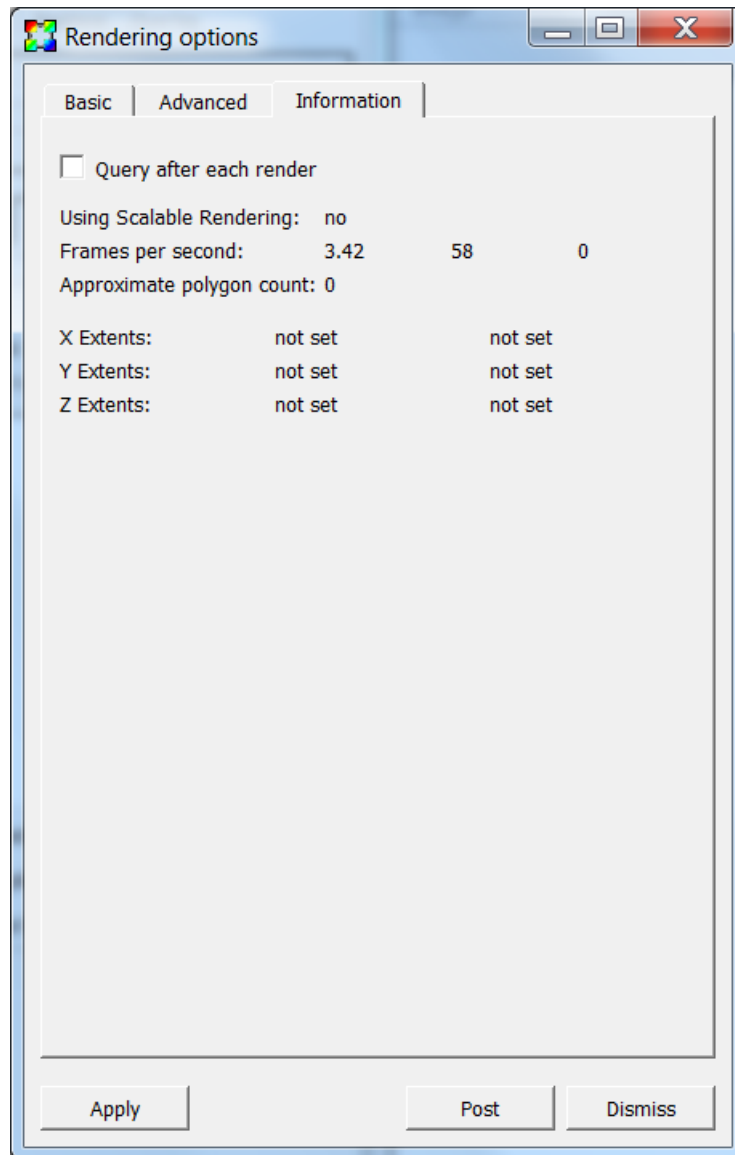 Rendering options
Basic Advanced Information
Query after each render
Using Scalable Rendering: no
Frames per second: 3.42 58 0
Approximate polygon count: 0
X Extents: not set not set
Y Extents: not set not set
Z Extents: not set not set
Apply Post Dismiss